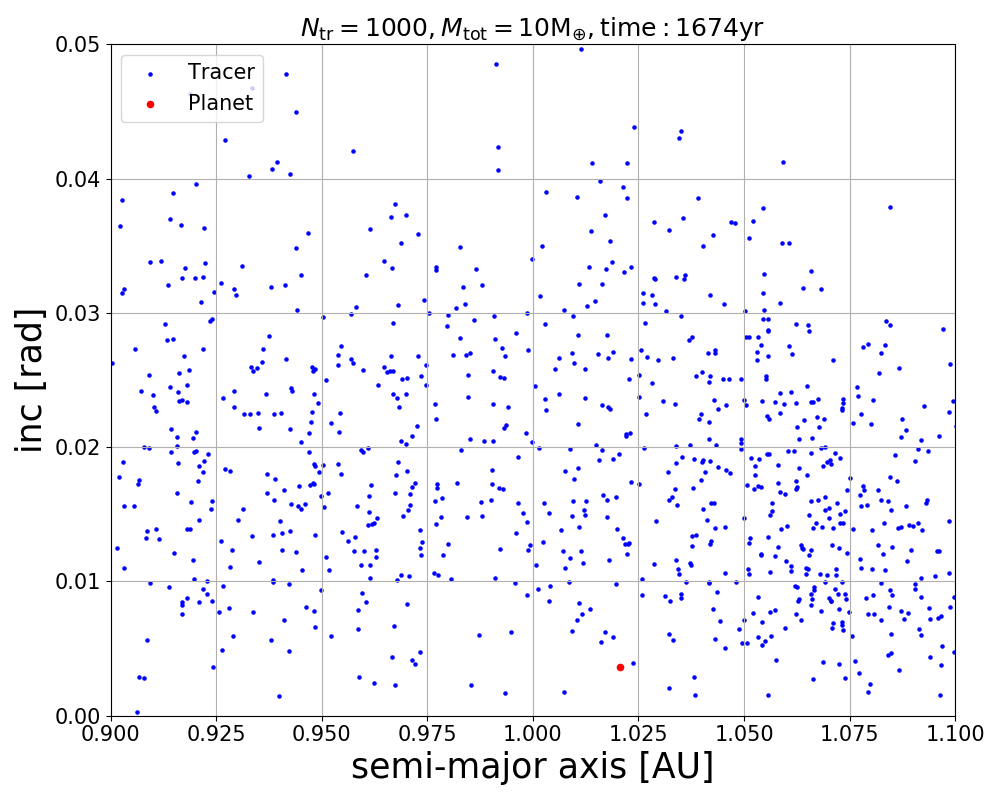 N_tr = 1000, M_tot = 10M_⊕, time : 1674yr
0.05
Tracer
Planet
0.04
0.03
0.02
0.01
0.00
inc [rad]
0.900 0.925 0.950 0.975 1.000 1.025 1.050 1.075 1.100
semi-major axis [AU]